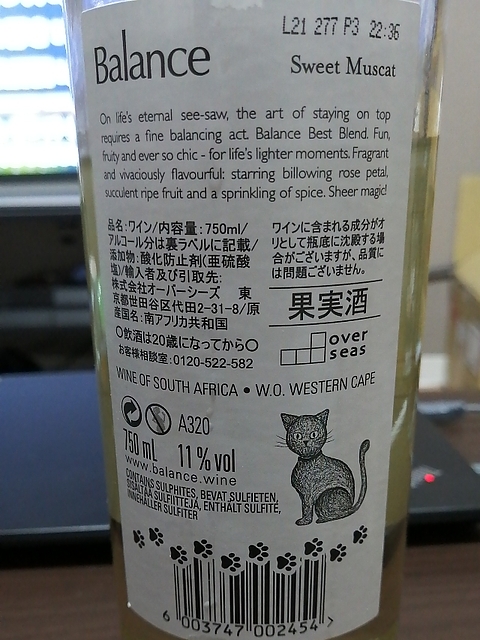 L21 277 P3 22:36
Balance
Sweet Muscat
On life's eternal see-saw, the art of staying on top
requires a fine balancing act. Balance Best Blend. Fun,
fruity and ever so chic - for life's lighter moments. Fragrant
and vivaciously flavourful: starring billowing rose petal,
succulent ripe fruit and a sprinkling of spice. Sheer magic!
品名:ワイン/内容量:750ml/
アルコール分は裏ラベルに記載/
添加物:酸化防止剤(亜硫酸
塩)/輸入者及び引取先:
株式会社オーバーシーズ 東
京都世田谷区代田2-31-8/原
産国名:南アフリカ共和国
○飲酒は20歳になってから○
お客様相談室:0120-522-582
ワインに含まれる成分がオ
リとして瓶底に沈殿する場
合がございますが、品質に
は問題ございません。
果実酒
over
seas
WINE OF SOUTH AFRICA • W.O. WESTERN CAPE
A320
750 mL 11 % vol
www.balance.wine
CONTAINS SULPHITES, BEVAT SULFIETEN,
SISÄLTÄÄ SULFIITTEJA, ENTHÄLT SULFITE,
INNEHÅLLER SULFITER
6 003747 002454 >